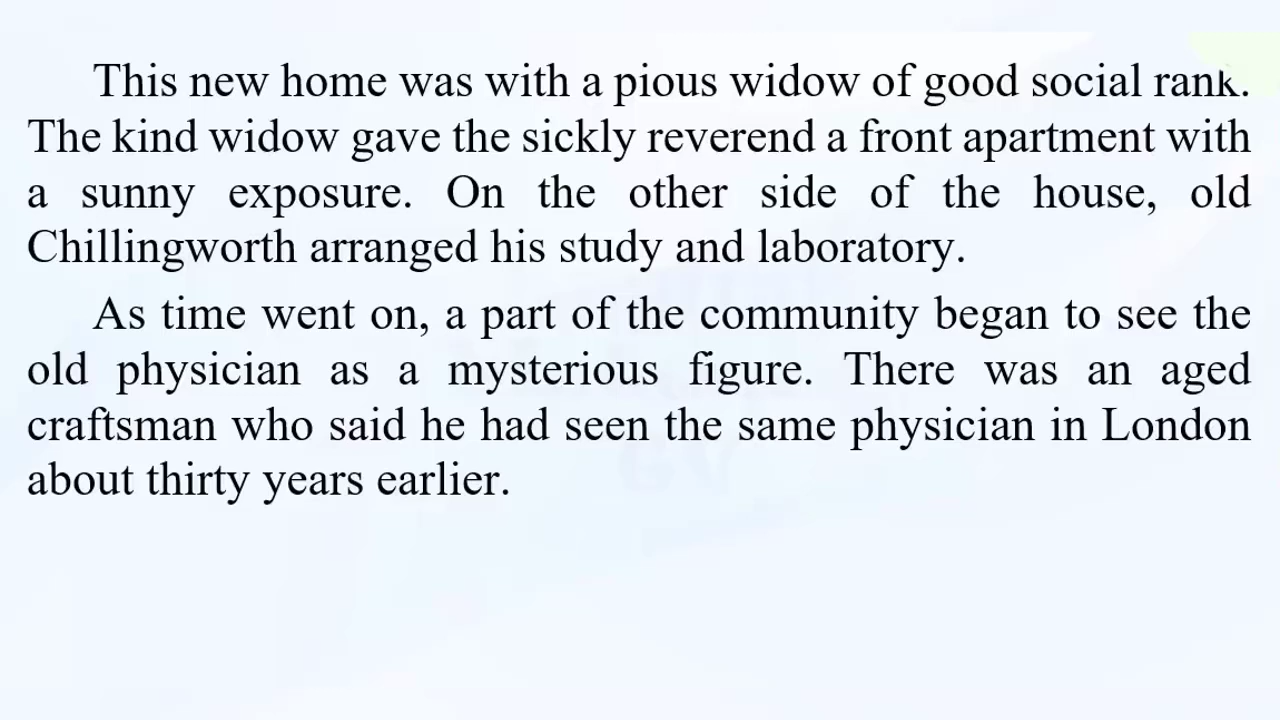 This new home was with a pious widow of good social rank.
The kind widow gave the sickly reverend a front apartment with
a sunny exposure. On the other side of the house, old
Chillingworth arranged his study and laboratory.
As time went on, a part of the community began to see the
old physician as a mysterious figure. There was an aged
craftsman who said he had seen the same physician in London
about thirty years earlier.